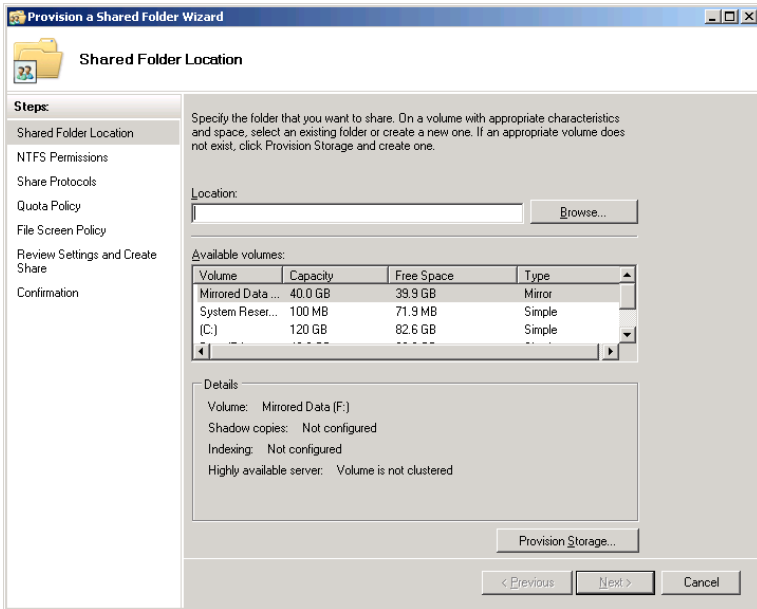 Provision a Shared Folder Wizard
Shared Folder Location
Steps:
Shared Folder Location
NTFS Permissions
Share Protocols
Quota Policy
File Screen Policy
Review Settings and Create
Share
Confirmation
Specify the folder that you want to share. On a volume with appropriate characteristics
and space, select an existing folder or create a new one. If an appropriate volume does
not exist, click Provision Storage and create one.
Location:
Browse...
Available volumes:
Volume Capacity Free Space Type
Mirrored Data ... 40.0 GB 39.9 GB Mirror
System Reser... 100 MB 71.9 MB Simple
(C:) 120 GB 82.6 GB Simple
Details
Volume: Mirrored Data (F:)
Shadow copies: Not configured
Indexing: Not configured
Highly available server: Volume is not clustered
Provision Storage...
< Previous Next > Cancel